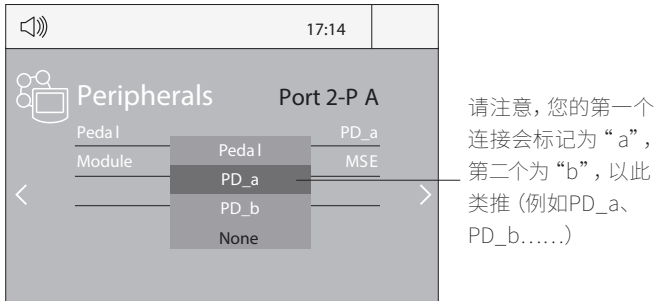 17:14
Peripherals
Port 2-P A
Pedal
PD_a
Module
MSE
Pedal
PD_a
PD_b
None
请注意，您的第一个
连接会标记为“a”，
第二个为“b”，以此
类推（例如PD_a、
PD_b……）